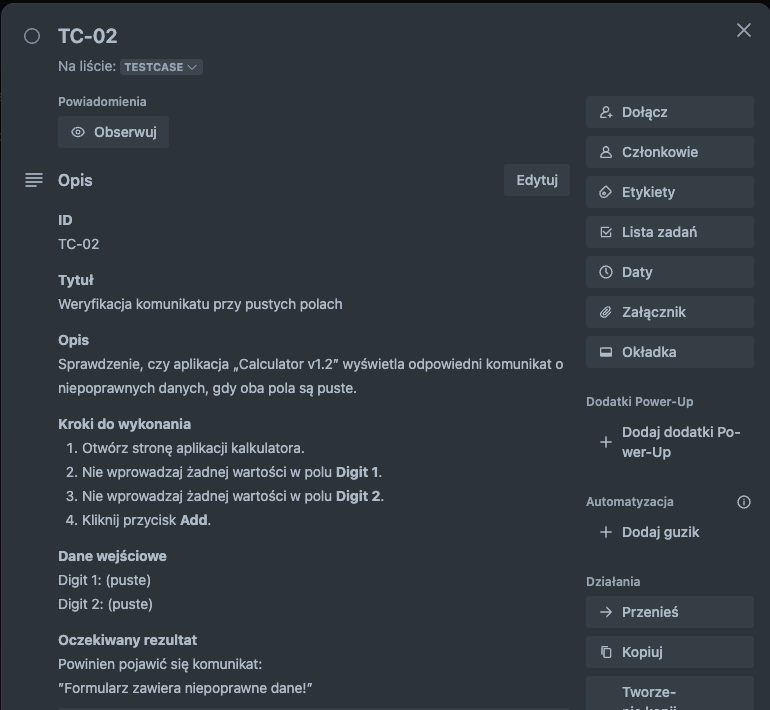 TC-02
Na liście: TESTCASE
Powiadomienia
Obserwuj
Opis
Edytuj
ID
TC-02
Tytuł
Weryfikacja komunikatu przy pustych polach
Opis
Sprawdzenie, czy aplikacja „Calculator v1.2” wyświetla odpowiedni komunikat o
niepoprawnych danych, gdy oba pola są puste.
Kroki do wykonania
1. Otwórz stronę aplikacji kalkulatora.
2. Nie wprowadzaj żadnej wartości w polu Digit 1.
3. Nie wprowadzaj żadnej wartości w polu Digit 2.
4. Kliknij przycisk Add.
Dane wejściowe
Digit 1: (puste)
Digit 2: (puste)
Oczekiwany rezultat
Powinien pojawić się komunikat:
”Formularz zawiera niepoprawne dane!”
Dołącz
Członkowie
Etykiety
Lista zadań
Daty
Załącznik
Okładka
Dodatki Power-Up
Dodaj dodatki Po-
wer-Up
Automatyzacja
Dodaj guzik
Działania
Przenieś
Kopiuj
Tworze-